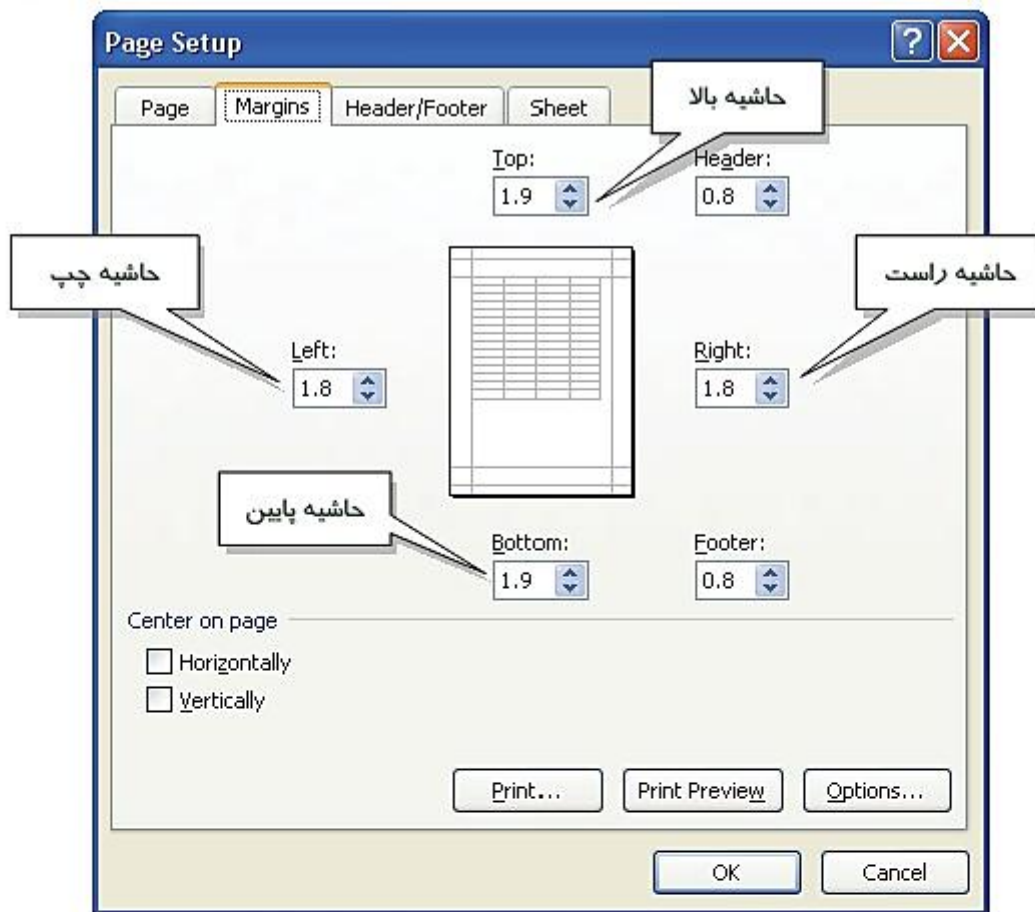 Page Setup
Page
Margins
Header/Footer
Sheet
حاشیه بالا
Top:
Header:
1.9
0.8
حاشیه چپ
حاشیه راست
Left:
Right:
1.8
1.8
حاشیه پایین
Bottom:
Footer:
1.9
0.8
Center on page
Horizontally
Vertically
Print...
Print Preview
Options...
OK
Cancel